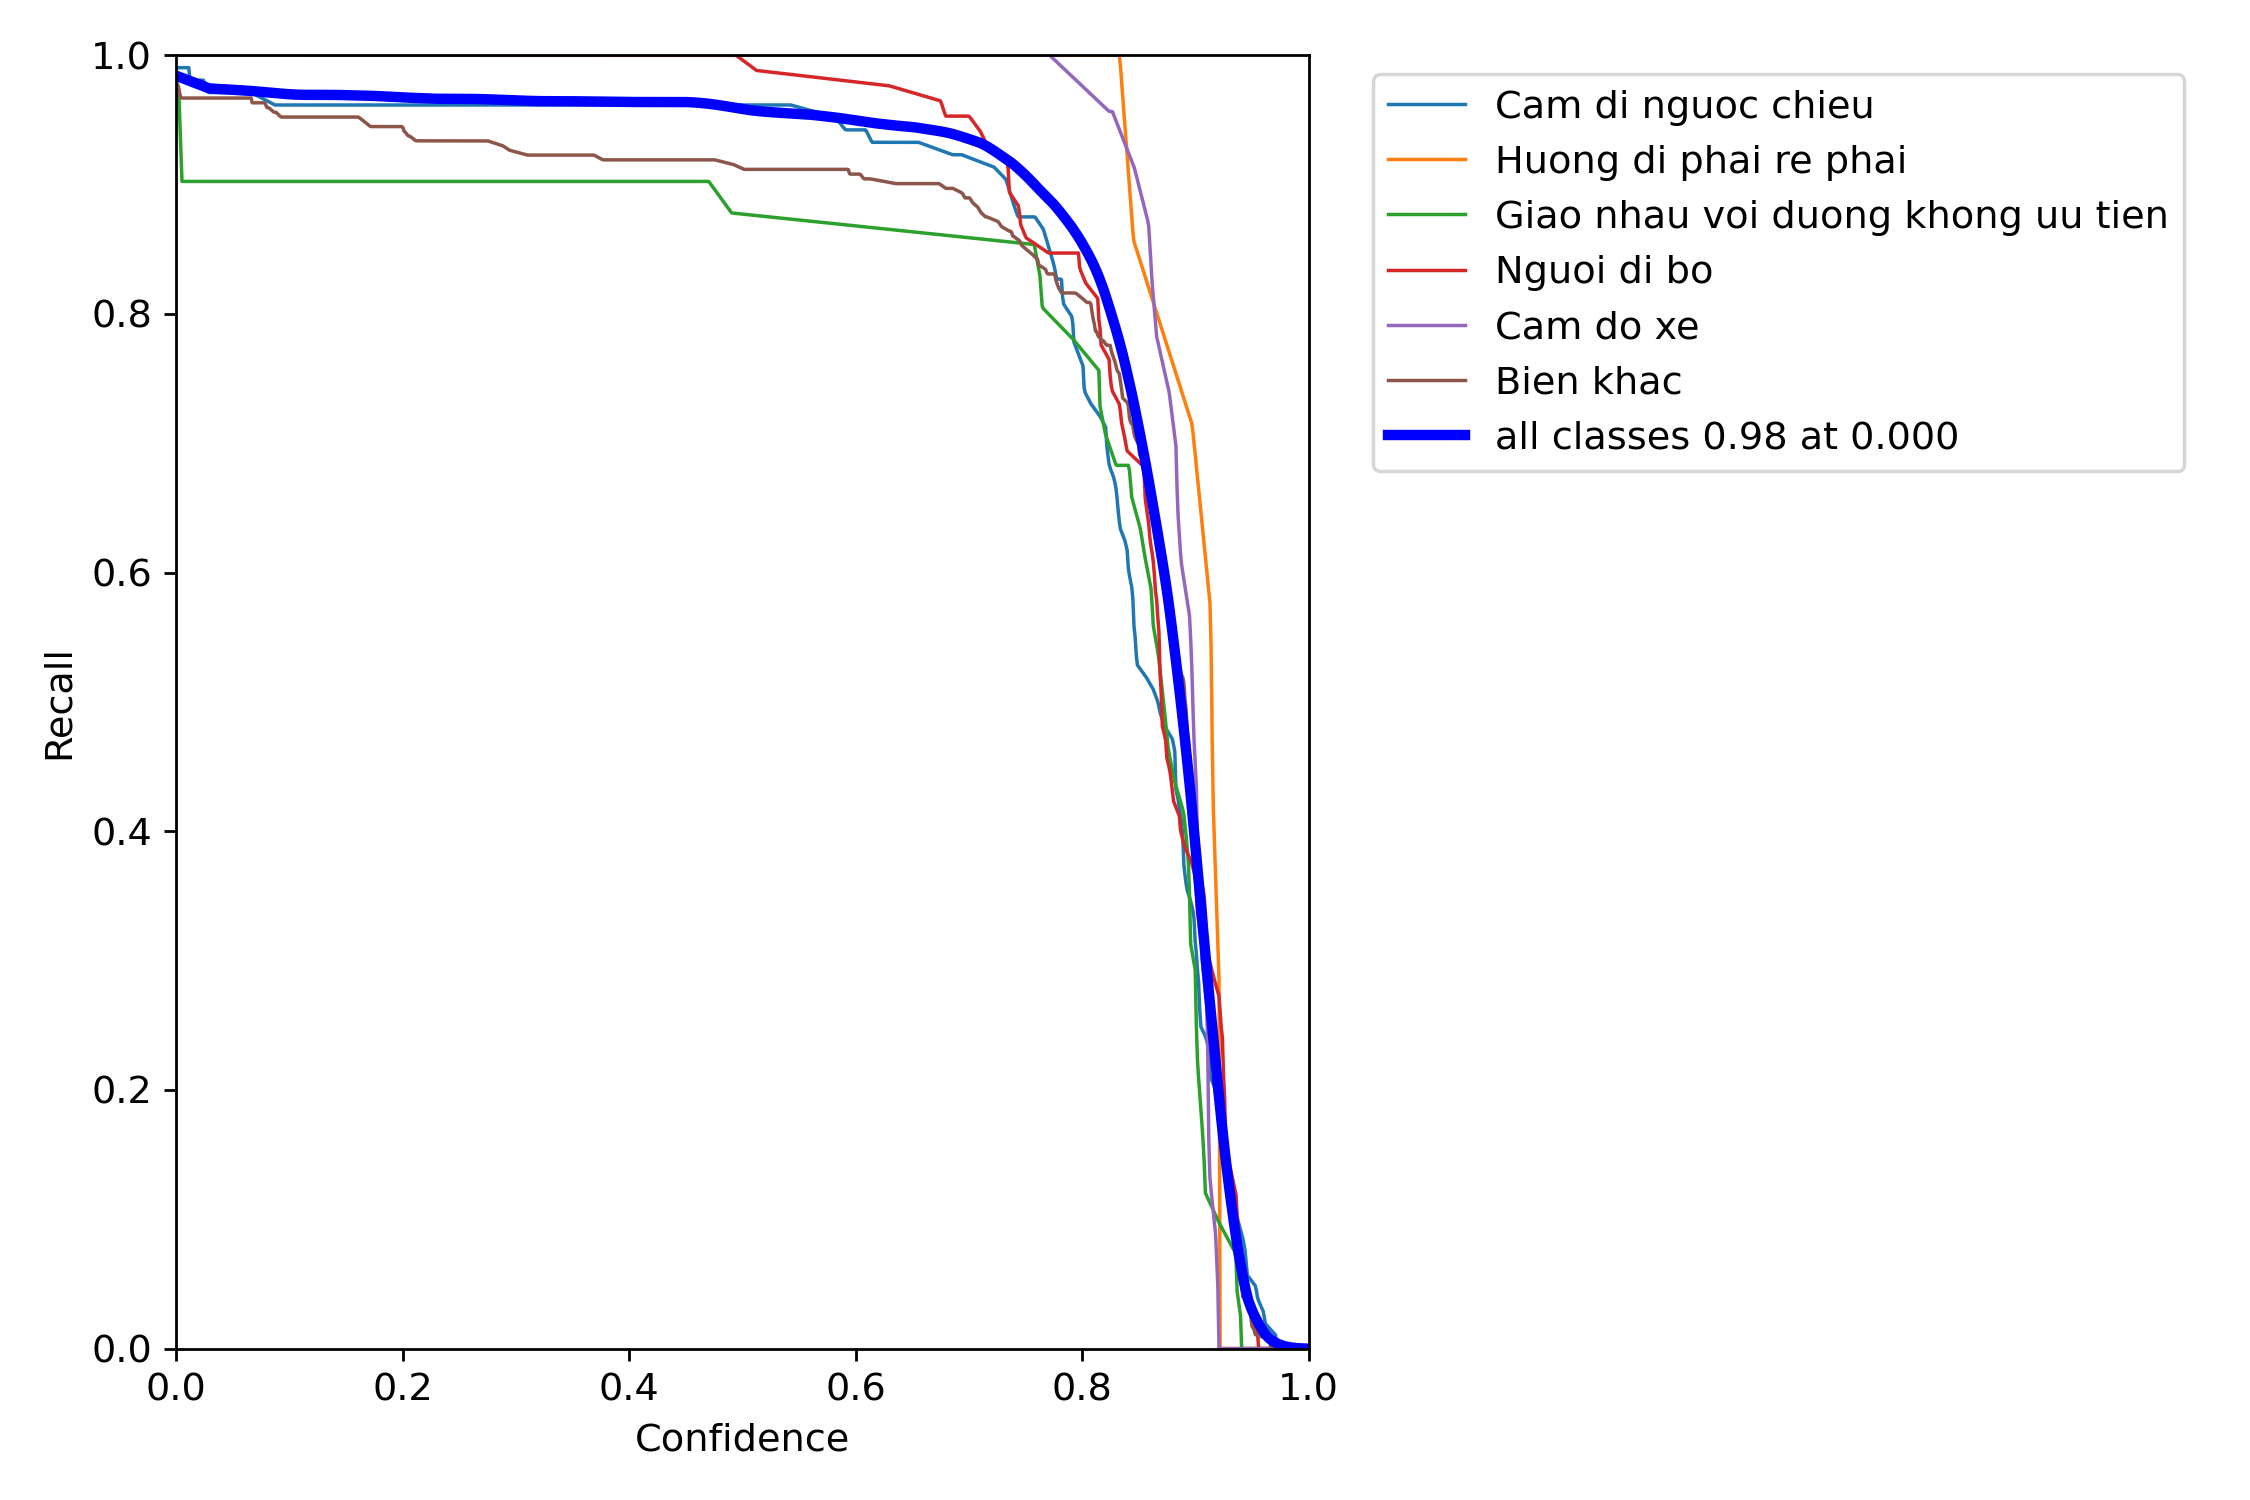 1.0
0.8
0.6
0.4
0.2
0.0
Recall
0.0 0.2 0.4 0.6 0.8 1.0
Confidence
Cam di nguoc chieu
Huong di phai re phai
Giao nhau voi duong khong uu tien
Nguoi di bo
Cam do xe
Bien khac
all classes 0.98 at 0.000